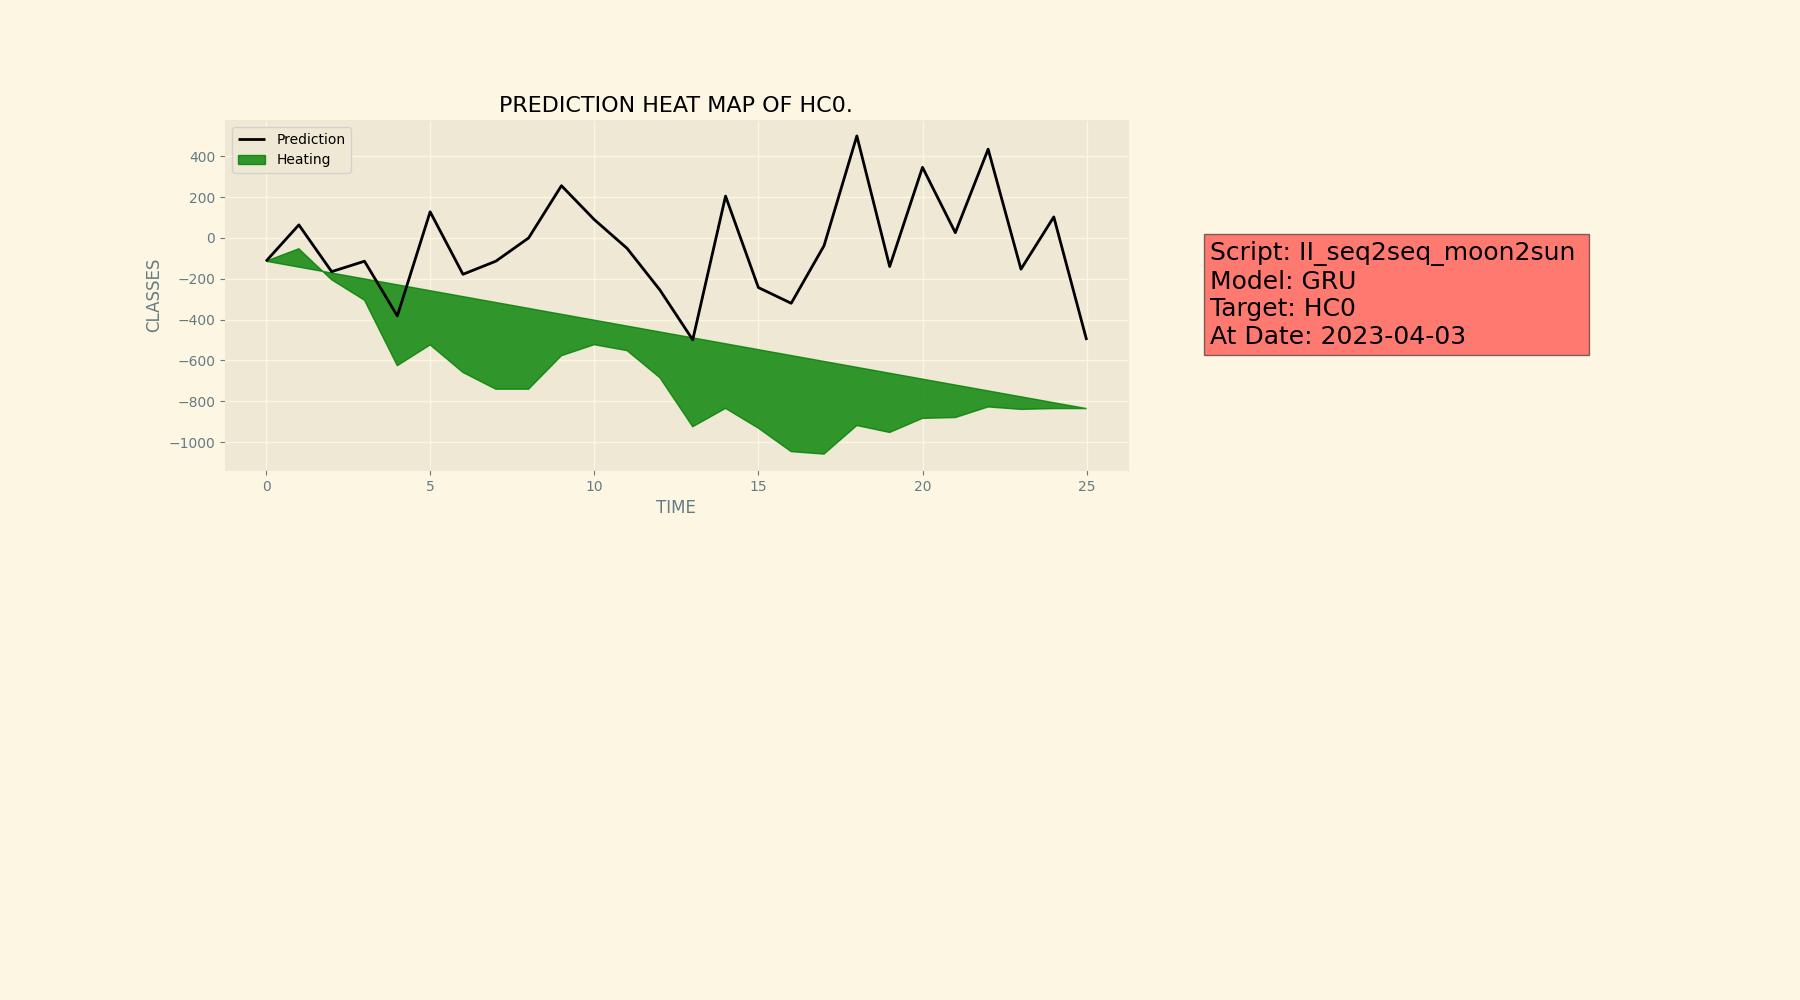 PREDICTION HEAT MAP OF HC0.
Prediction
Heating
400
200
0
−200
−400
−600
−800
−1000
CLASSES
0 5 10 15 20 25
TIME
Script: II_seq2seq_moon2sun
Model: GRU
Target: HC0
At Date: 2023-04-03